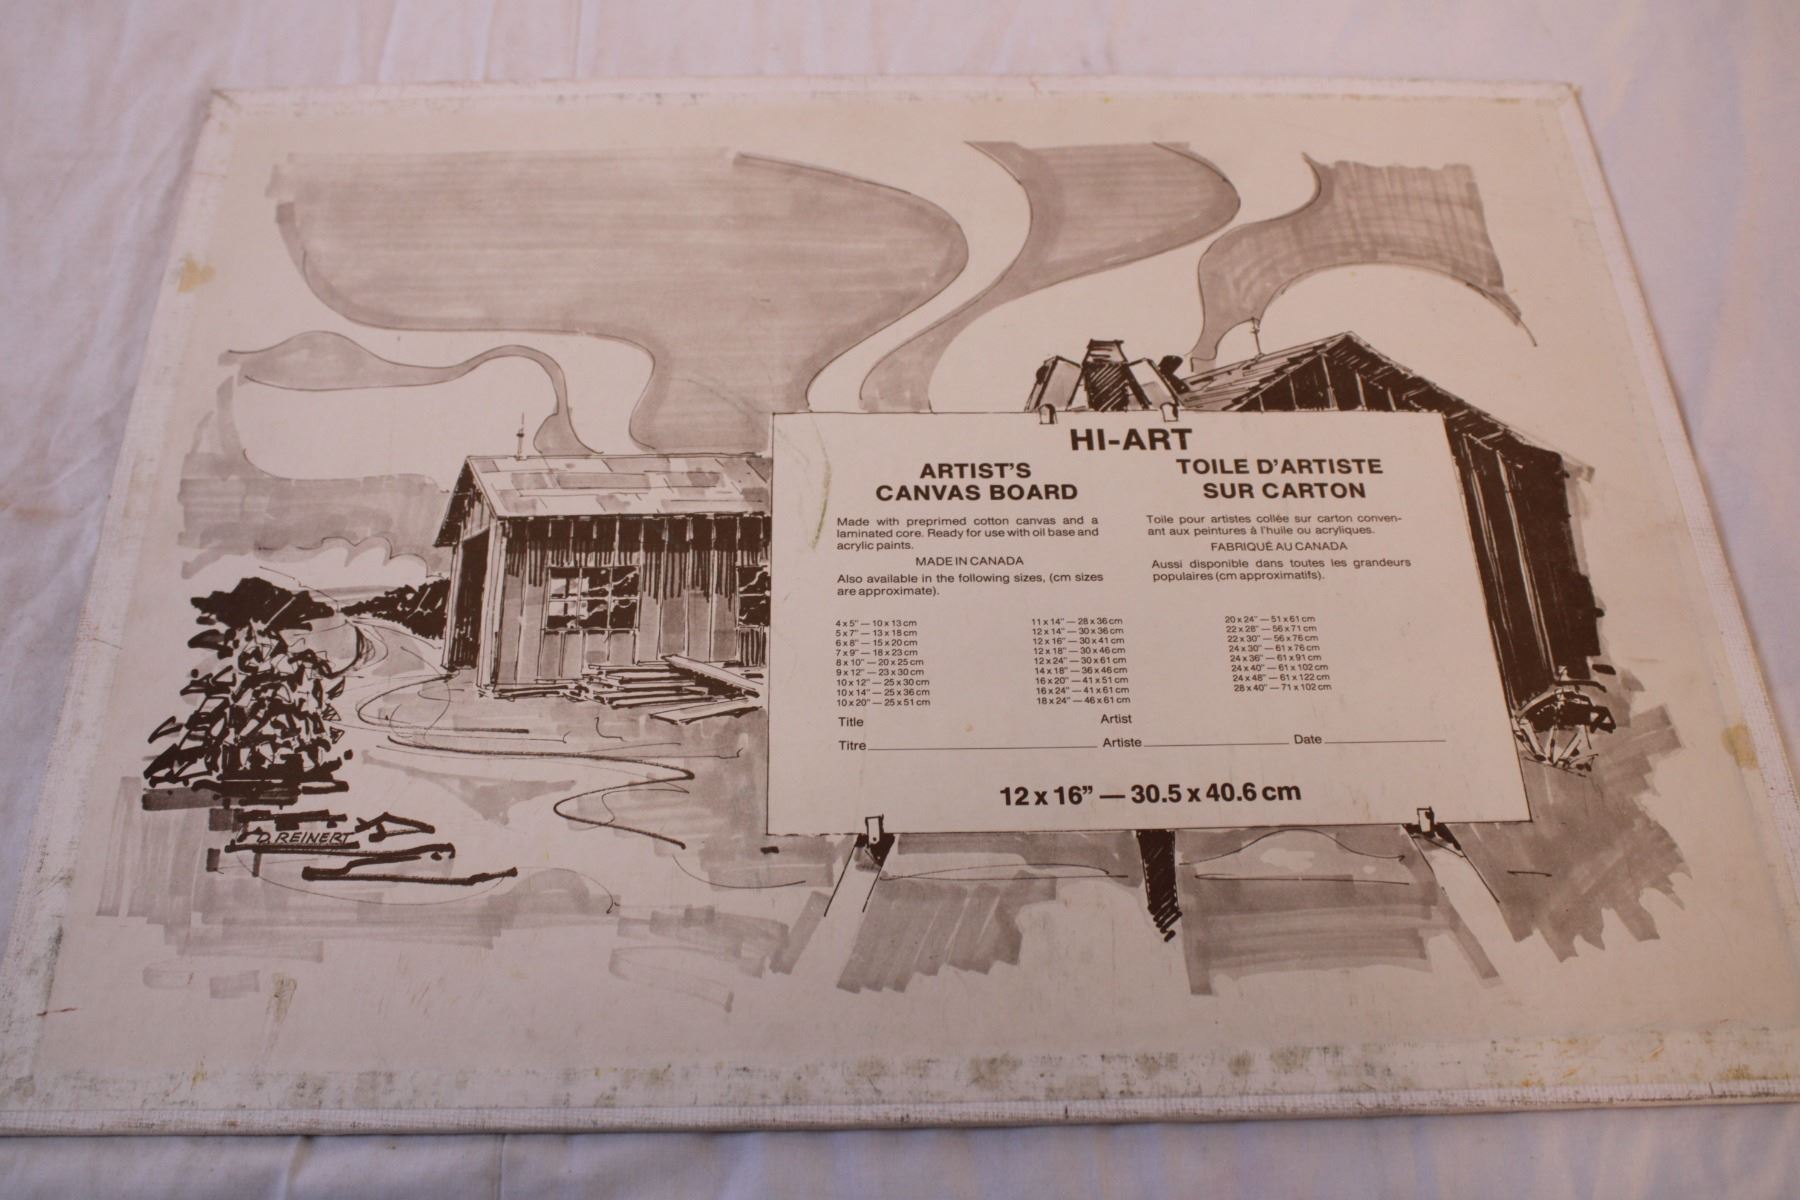 HI-ART
ARTIST'S
CANVAS BOARD
Made with preprimed cotton canvas and a
laminated core. Ready for use with oil base and
acrylic paints.
MADE IN CANADA
Also available in the following sizes, (cm sizes
are approximate).
TOILE D'ARTISTE
SUR CARTON
Toile pour artistes collée sur carton conven-
ant aux peintures à l'huile ou acryliques.
FABRIQUÉ AU CANADA
Aussi disponible dans toutes les grandeurs
populaires (cm approximatifs).
4 x 5" — 10 x 13 cm
5 x 7" — 13 x 18 cm
6 x 8" — 15 x 20 cm
7 x 9" — 18 x 23 cm
8 x 10" — 20 x 25 cm
9 x 12" — 23 x 30 cm
10 x 12" — 25 x 30 cm
10 x 14" — 25 x 36 cm
10 x 20" — 25 x 51 cm
11 x 14" — 28 x 36 cm
12 x 14" — 30 x 36 cm
12 x 16" — 30 x 41 cm
12 x 18" — 30 x 46 cm
12 x 24" — 30 x 61 cm
14 x 18" — 36 x 46 cm
16 x 20" — 41 x 51 cm
16 x 24" — 41 x 61 cm
18 x 24" — 46 x 61 cm
20 x 24" — 51 x 61 cm
22 x 28" — 56 x 71 cm
22 x 30" — 56 x 76 cm
24 x 30" — 61 x 76 cm
24 x 36" — 61 x 91 cm
24 x 40" — 61 x 102 cm
24 x 48" — 61 x 122 cm
28 x 40" — 71 x 102 cm
Title Artist
Titre Artiste Date
12 x 16" — 30.5 x 40.6 cm
D. REINERT